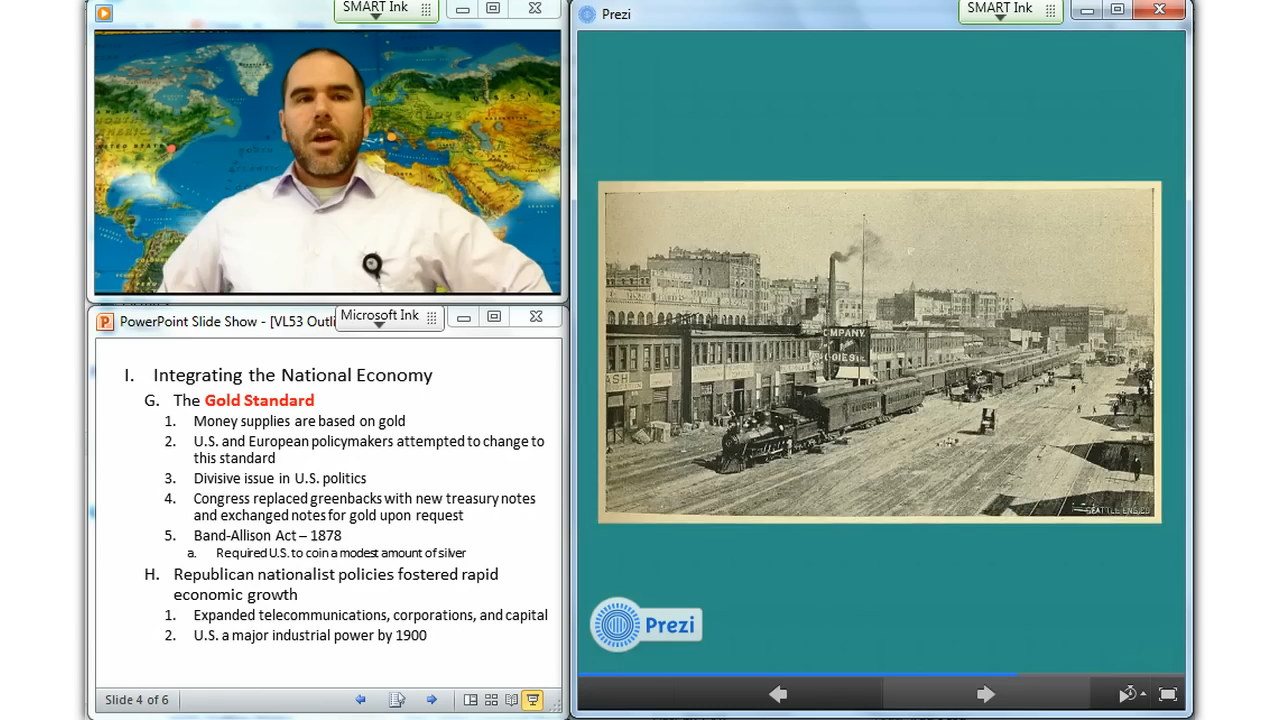 SMART Ink
Prezi
SMART Ink
PowerPoint Slide Show - [VL53 Outli
Microsoft Ink
I. Integrating the National Economy
G. The Gold Standard
1. Money supplies are based on gold
2. U.S. and European policymakers attempted to change to
this standard
3. Divisive issue in U.S. politics
4. Congress replaced greenbacks with new treasury notes
and exchanged notes for gold upon request
5. Band-Allison Act – 1878
a. Required U.S. to coin a modest amount of silver
H. Republican nationalist policies fostered rapid
economic growth
1. Expanded telecommunications, corporations, and capital
2. U.S. a major industrial power by 1900
Slide 4 of 6
Prezi